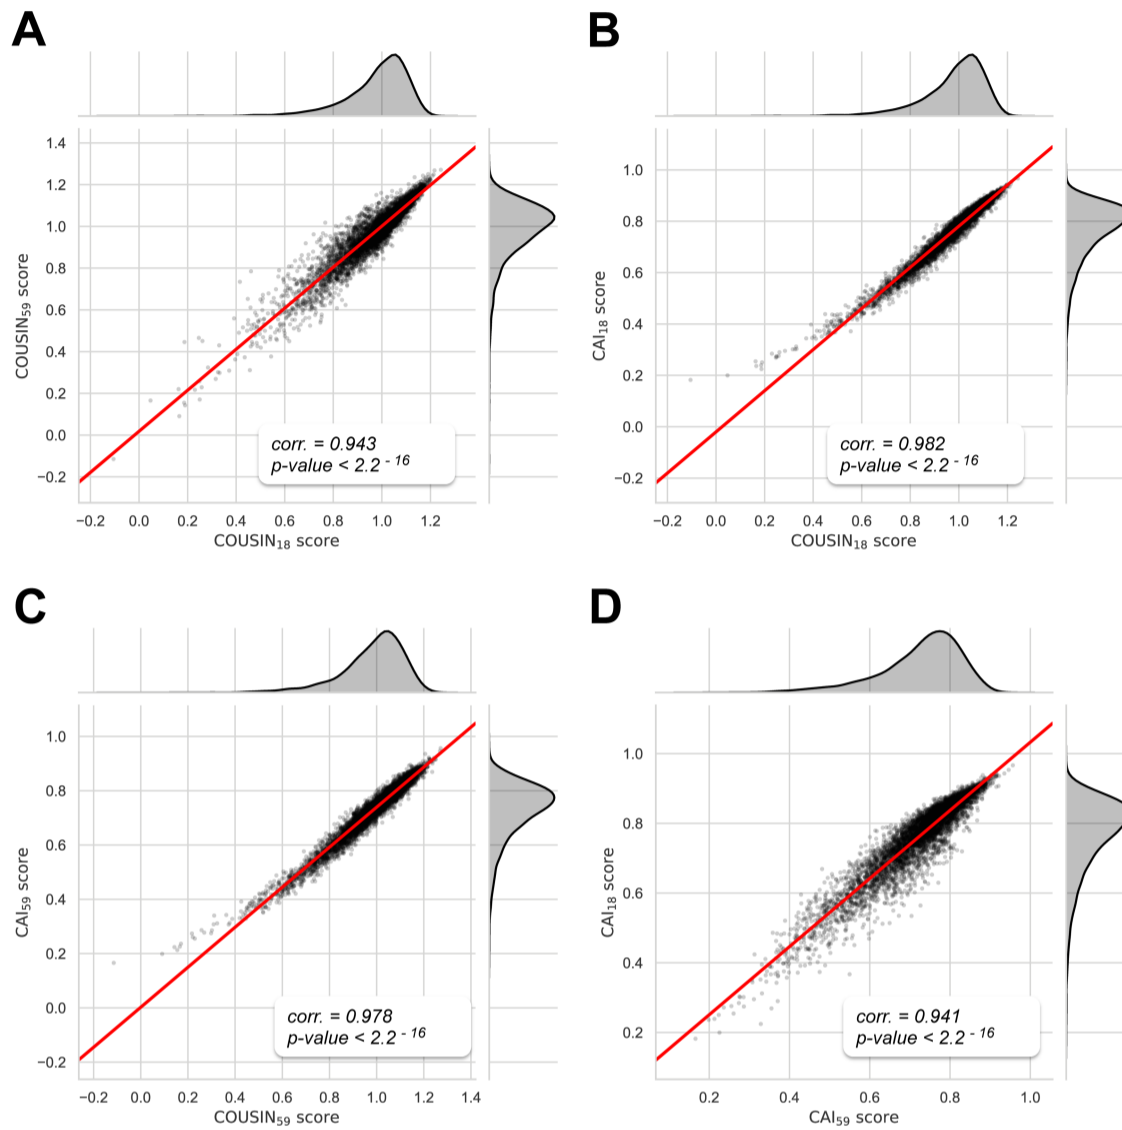 A
B
1.4
1.2
1.0
0.8
0.6
0.4
0.2
0.0
−0.2
COUSIN₅₉ score
corr. = 0.943
p-value < 2.2⁻¹⁶
−0.2 0.0 0.2 0.4 0.6 0.8 1.0 1.2
COUSIN₁₈ score
1.0
0.8
0.6
0.4
0.2
0.0
−0.2
CAI₁₈ score
corr. = 0.982
p-value < 2.2⁻¹⁶
−0.2 0.0 0.2 0.4 0.6 0.8 1.0 1.2
COUSIN₁₈ score
C
D
1.0
0.8
0.6
0.4
0.2
0.0
−0.2
CAI₅₉ score
corr. = 0.978
p-value < 2.2⁻¹⁶
−0.2 0.0 0.2 0.4 0.6 0.8 1.0 1.2 1.4
COUSIN₅₉ score
1.0
0.8
0.6
0.4
0.2
CAI₁₈ score
corr. = 0.941
p-value < 2.2⁻¹⁶
0.2 0.4 0.6 0.8 1.0
CAI₅₉ score